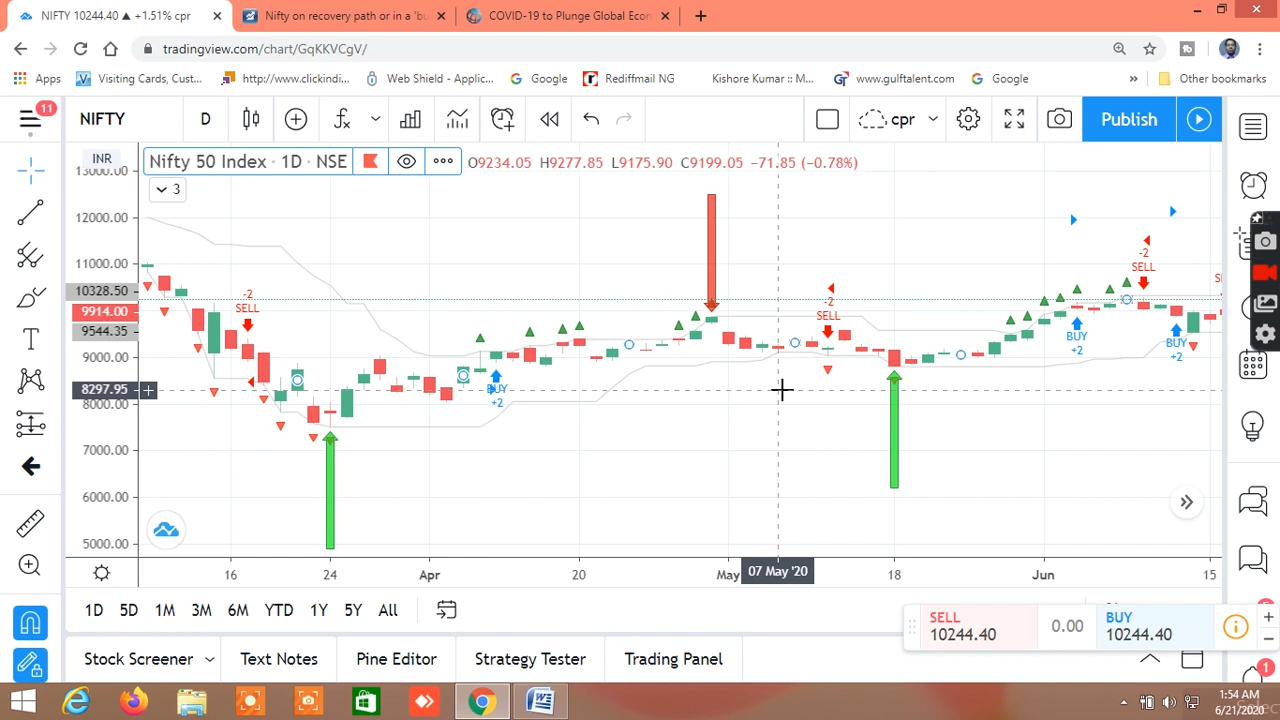 NIFTY 10244.40 ▲ +1.51% cpr
Nifty on recovery path or in a 'bu
COVID-19 to Plunge Global Econ
tradingview.com/chart/GqKKVCgV/
Apps
Visiting Cards, Cust...
http://www.clickindi...
Web Shield - Applic...
Google
Rediffmail NG
Kishore Kumar :: M...
www.gulftalent.com
Google
»
Other bookmarks
11
NIFTY
D
cpr
Publish
INR
Nifty 50 Index · 1D · NSE
O9234.05 H9277.85 L9175.90 C9199.05 −71.85 (−0.78%)
3
13000.00
12000.00
11000.00
10328.50
9914.00
9544.35
9000.00
8297.95
8000.00
7000.00
6000.00
5000.00
-2
SELL
BUY
+2
-2
SELL
BUY
+2
-2
SELL
BUY
+2
16
24
Apr
20
May
07 May '20
18
Jun
15
1D
5D
1M
3M
6M
YTD
1Y
5Y
All
SELL
10244.40
0.00
BUY
10244.40
Stock Screener
Text Notes
Pine Editor
Strategy Tester
Trading Panel
1
1:54 AM
6/21/2020